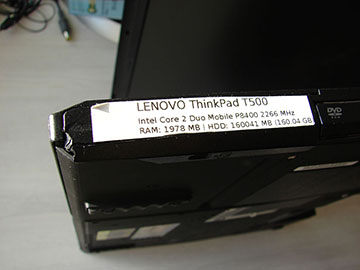 LENOVO ThinkPad T500
Intel Core 2 Duo Mobile P8400 2266 MHz
RAM: 1978 MB | HDD: 160041 MB (160.04 GB
DVD